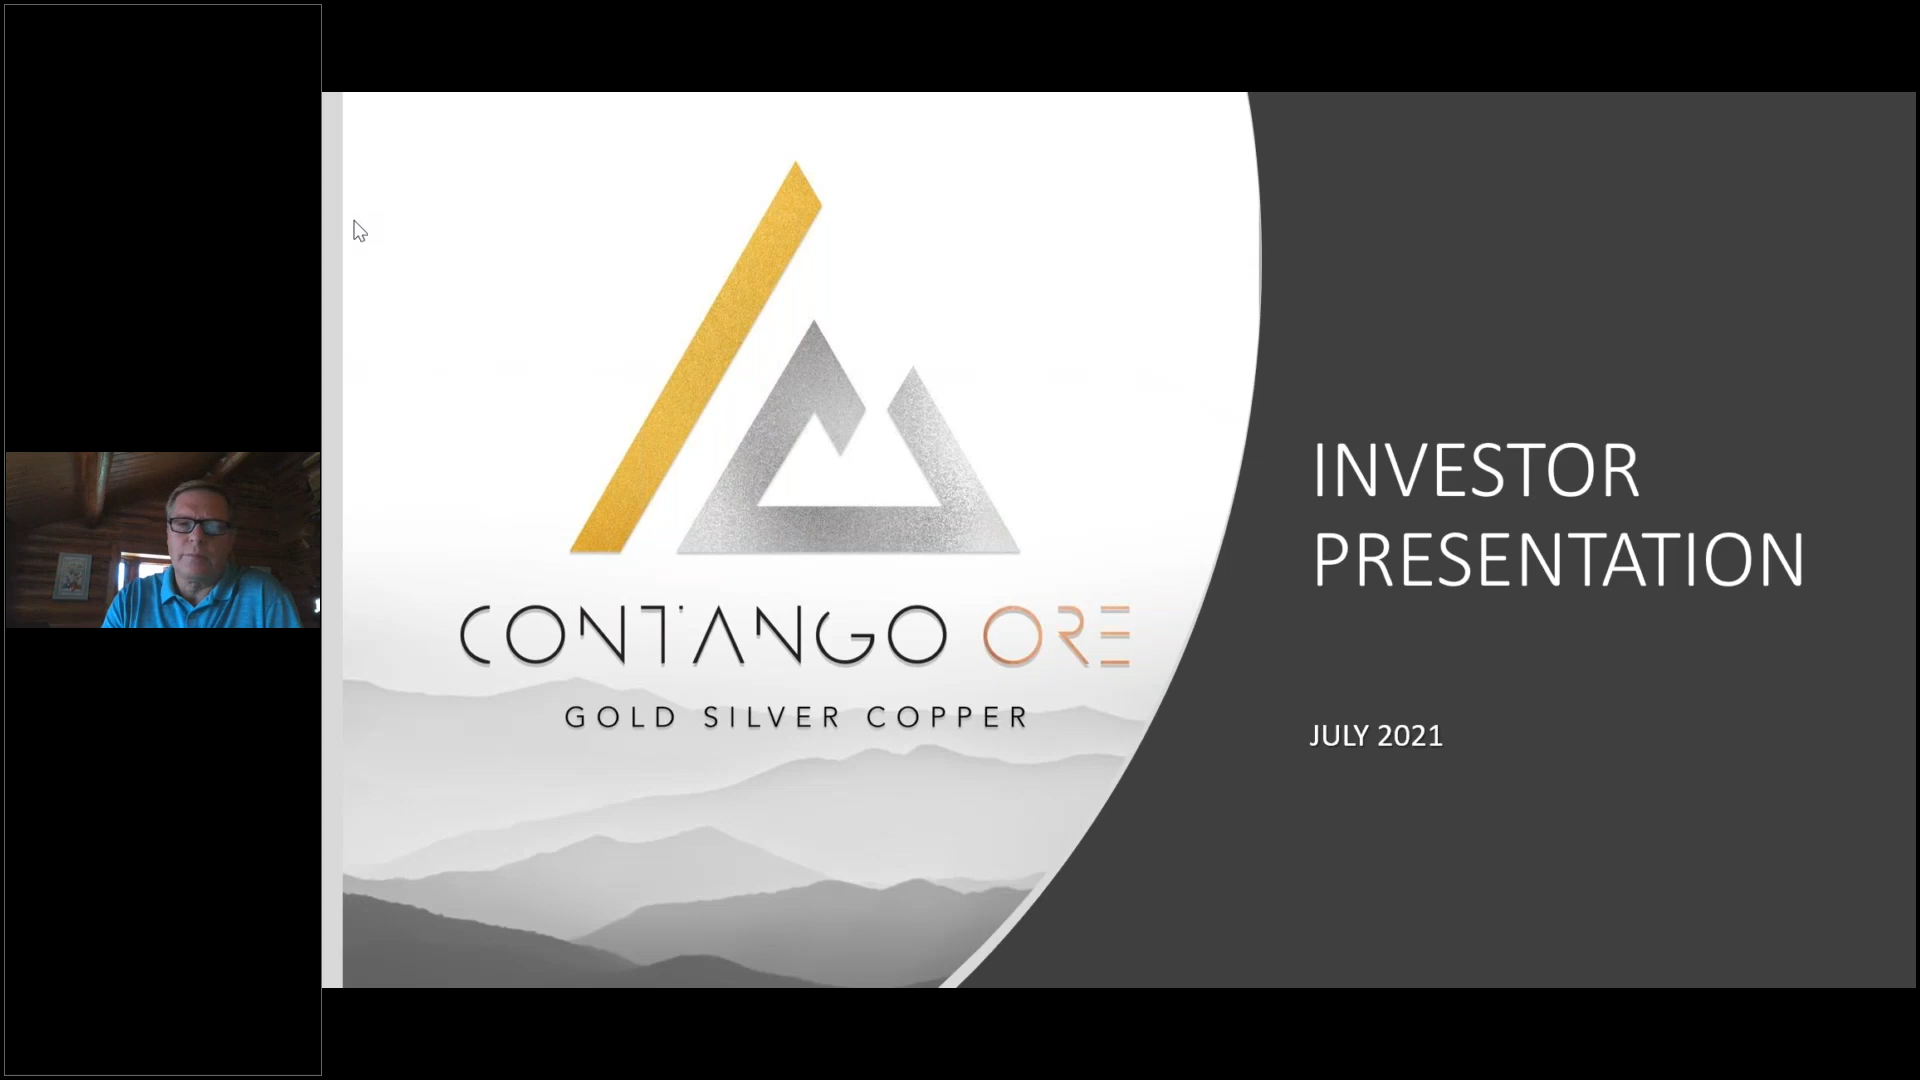 CONTANGO ORE
GOLD SILVER COPPER
INVESTOR
PRESENTATION
JULY 2021